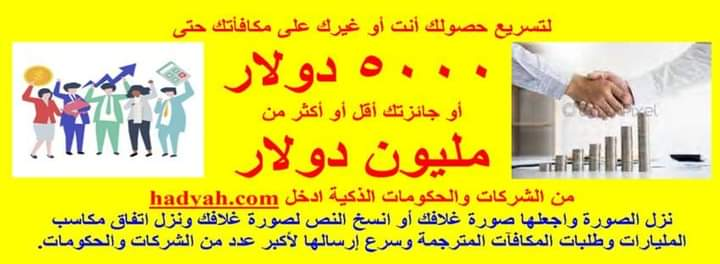 لتسريع حصولك أنت أو غيرك على مكافأتك حتى
٥٠٠٠ دولار
أو جائزتك أقل أو أكثر من
مليون دولار
من الشركات والحكومات الذكية ادخل hadyah.com
نزل الصورة واجعلها صورة غلافك أو انسخ النص لصورة غلافك ونزل اتفاق مكاسب
المليارات وطلبات المكافآت المترجمة وسرع إرسالها لأكبر عدد من الشركات والحكومات.